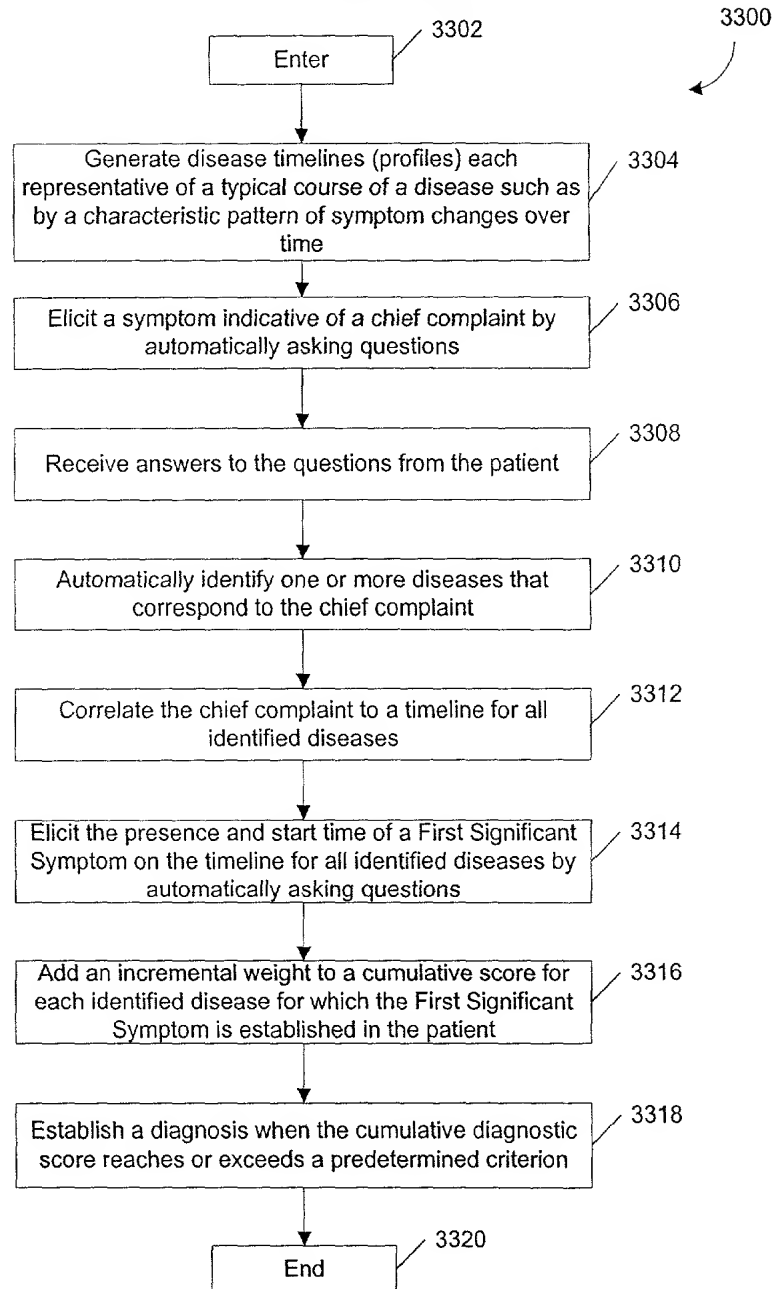 3300
3302
Enter
3304
Generate disease timelines (profiles) each
representative of a typical course of a disease such as
by a characteristic pattern of symptom changes over
time
3306
Elicit a symptom indicative of a chief complaint by
automatically asking questions
3308
Receive answers to the questions from the patient
3310
Automatically identify one or more diseases that
correspond to the chief complaint
3312
Correlate the chief complaint to a timeline for all
identified diseases
3314
Elicit the presence and start time of a First Significant
Symptom on the timeline for all identified diseases by
automatically asking questions
3316
Add an incremental weight to a cumulative score for
each identified disease for which the First Significant
Symptom is established in the patient
3318
Establish a diagnosis when the cumulative diagnostic
score reaches or exceeds a predetermined criterion
3320
End